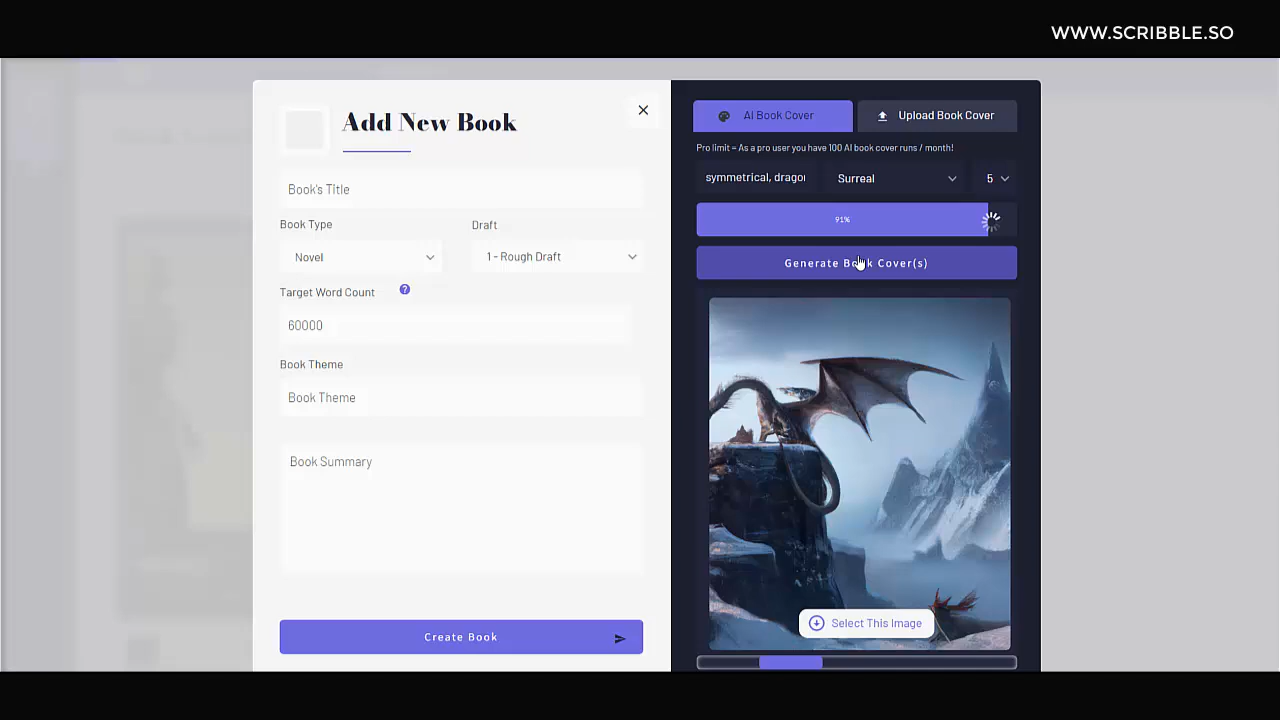 WWW.SCRIBBLE.SO
Add New Book
Book's Title
Book Type
Draft
Novel
1 - Rough Draft
Target Word Count
?
60000
Book Theme
Book Theme
Book Summary
Create Book
AI Book Cover
Upload Book Cover
Pro limit = As a pro user you have 100 AI book cover runs / month!
symmetrical, dragon
Surreal
5
91%
Generate Book Cover(s)
Select This Image